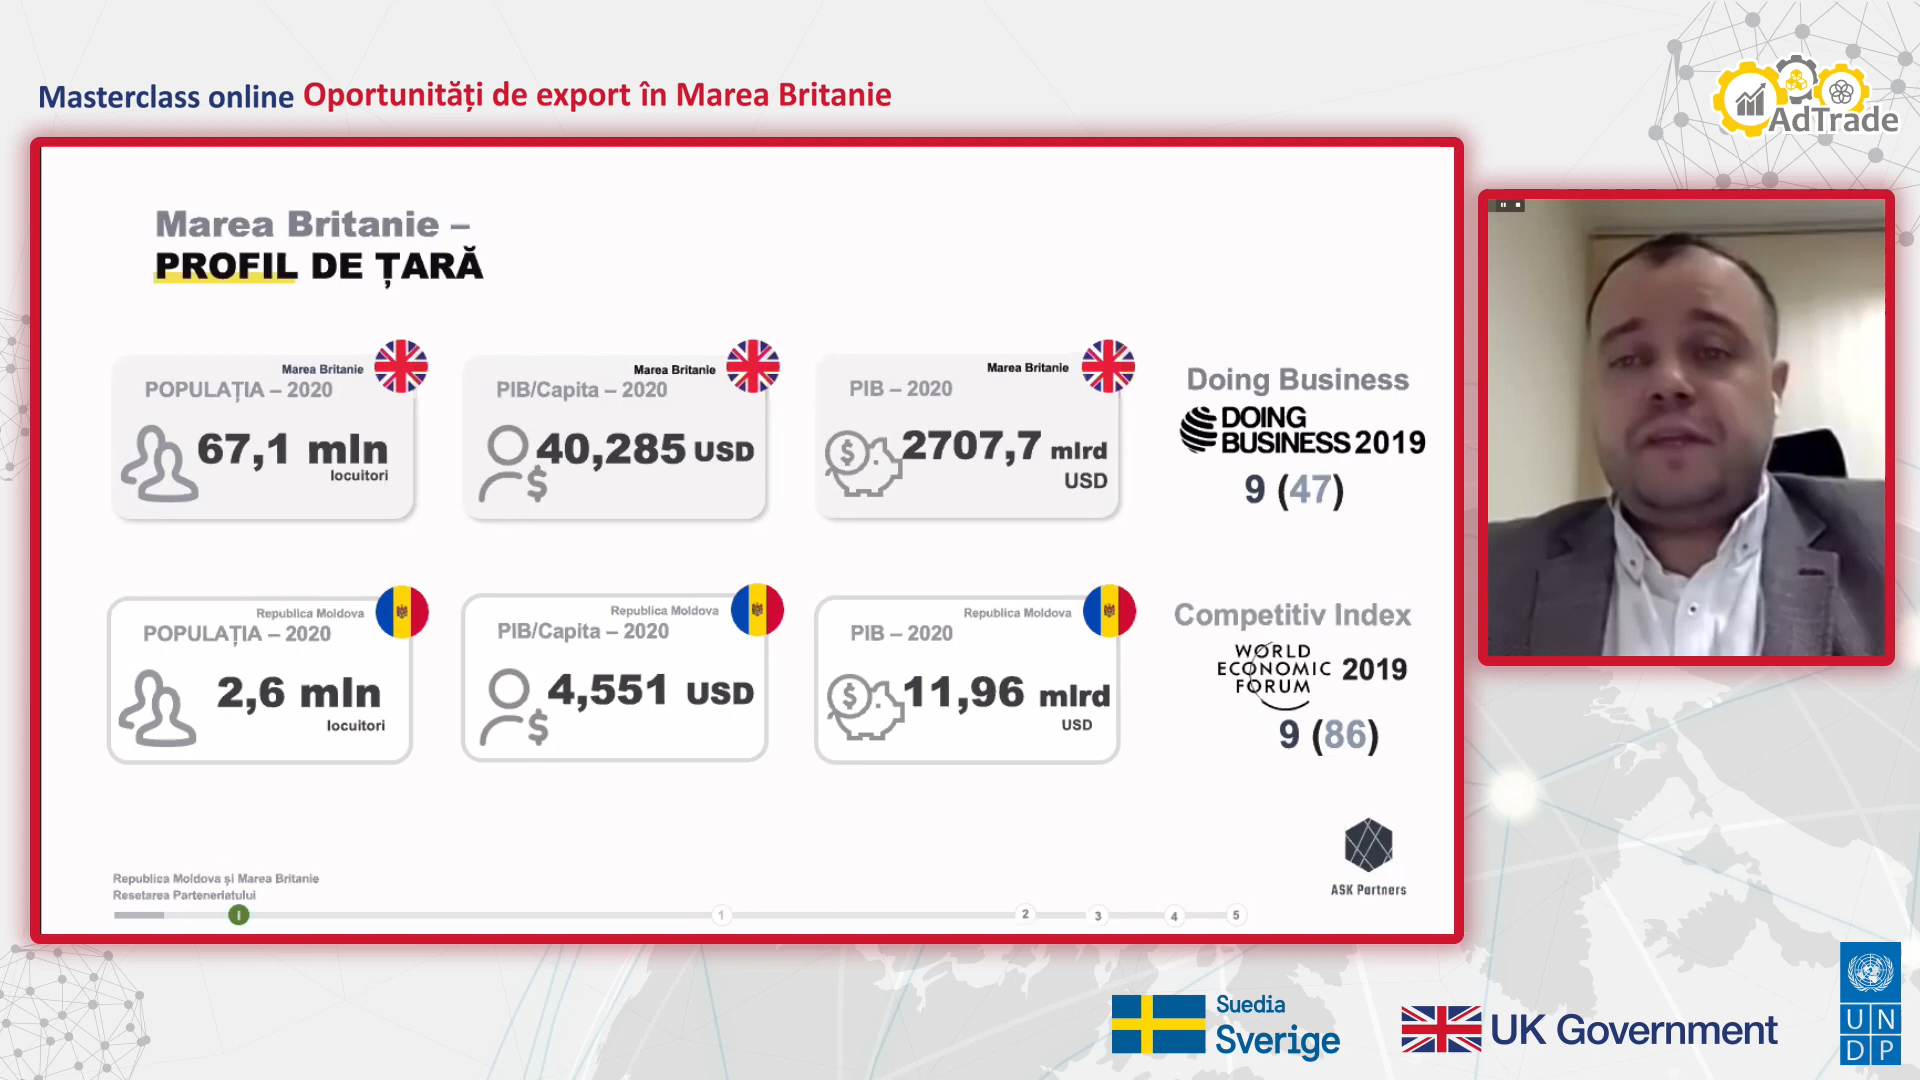 Masterclass online Oportunități de export în Marea Britanie
AdTrade
Marea Britanie –
PROFIL DE ȚARĂ
Marea Britanie
POPULAȚIA – 2020
67,1 mln
locuitori
Marea Britanie
PIB/Capita – 2020
40,285 USD
Marea Britanie
PIB – 2020
2707,7 mlrd
USD
Doing Business
DOING
BUSINESS 2019
9 (47)
Republica Moldova
POPULAȚIA – 2020
2,6 mln
locuitori
Republica Moldova
PIB/Capita – 2020
4,551 USD
Republica Moldova
PIB – 2020
11,96 mlrd
USD
Competitiv Index
WORLD
ECONOMIC
FORUM
2019
9 (86)
ASK Partners
Republica Moldova și Marea Britanie
Resetarea Parteneriatului
I
1
2
3
4
5
Suedia
Sverige
UK Government
U N
D P